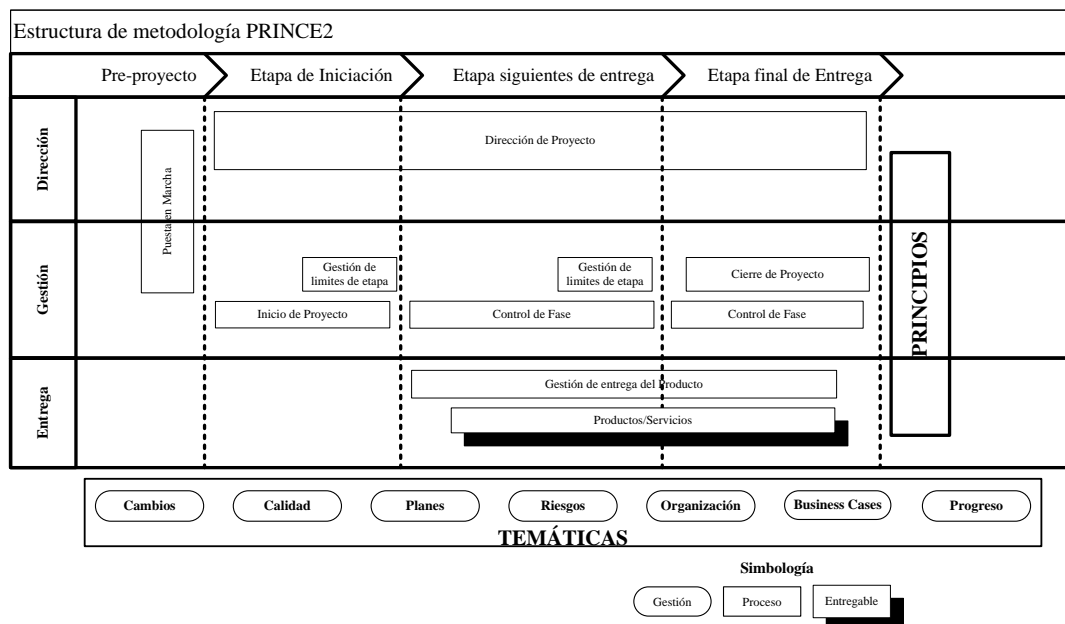 Estructura de metodología PRINCE2
Pre-proyecto
Etapa de Iniciación
Etapa siguientes de entrega
Etapa final de Entrega
Dirección
Puesta en Marcha
Dirección de Proyecto
PRINCIPIOS
Gestión
Gestión de
limites de etapa
Gestión de
limites de etapa
Cierre de Proyecto
Inicio de Proyecto
Control de Fase
Control de Fase
Entrega
Gestión de entrega del Producto
Productos/Servicios
Cambios
Calidad
Planes
Riesgos
Organización
Business Cases
Progreso
TEMÁTICAS
Simbología
Gestión
Proceso
Entregable